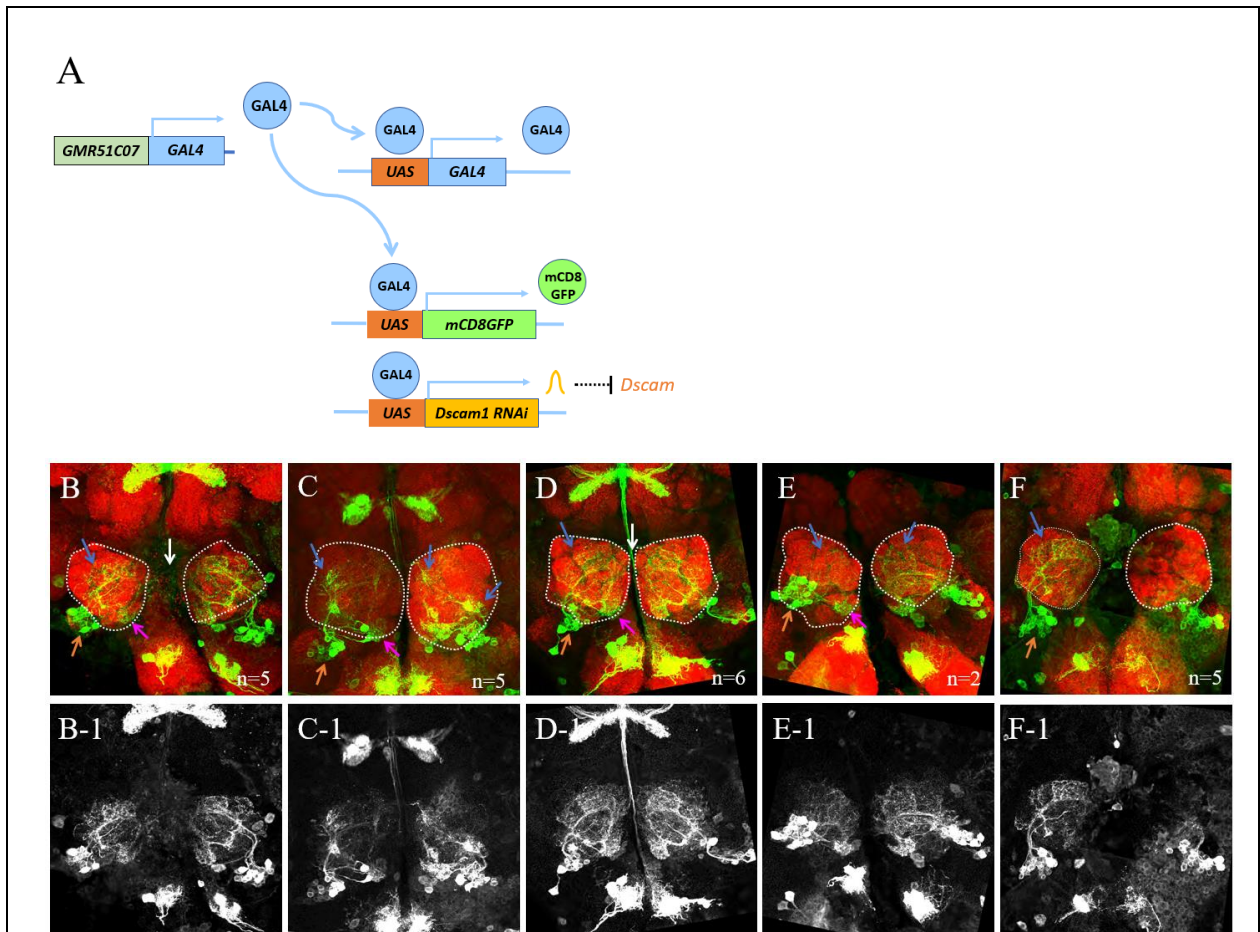 A
GAL4
GAL4
GAL4
GMR51C07 GAL4
UAS GAL4
GAL4
mCD8
GFP
UAS mCD8GFP
GAL4
Dscam
UAS Dscam1 RNAi
B C D E F
n=5 n=5 n=6 n=2 n=5
B-1 C-1 D-1 E-1 F-1